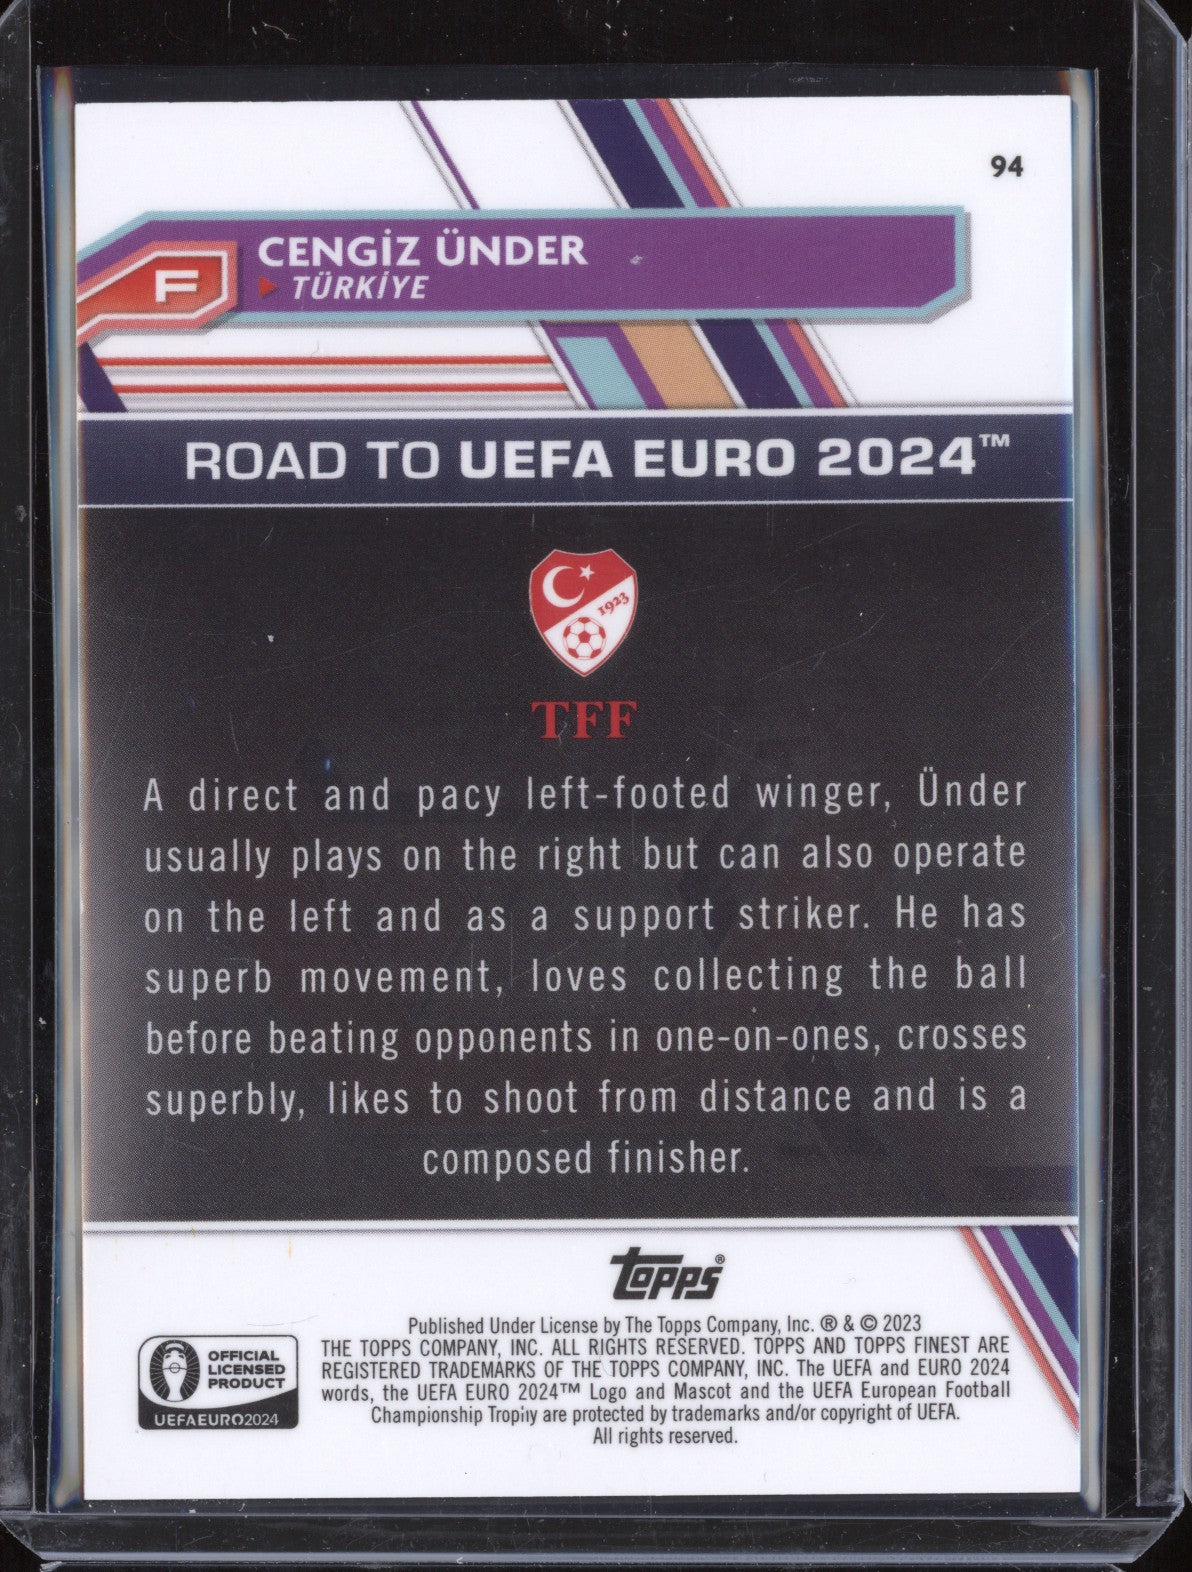 94
CENGİZ ÜNDER
F
TÜRKİYE
ROAD TO UEFA EURO 2024™
1923
TFF
A direct and pacy left-footed winger, Ünder
usually plays on the right but can also operate
on the left and as a support striker. He has
superb movement, loves collecting the ball
before beating opponents in one-on-ones, crosses
superbly, likes to shoot from distance and is a
composed finisher.
topps®
Published Under License by The Topps Company, Inc. ® & © 2023
THE TOPPS COMPANY, INC. ALL RIGHTS RESERVED. TOPPS AND TOPPS FINEST ARE
REGISTERED TRADEMARKS OF THE TOPPS COMPANY, INC. The UEFA and EURO 2024
words, the UEFA EURO 2024™ Logo and Mascot and the UEFA European Football
Championship Trophy are protected by trademarks and/or copyright of UEFA.
All rights reserved.
OFFICIAL
LICENSED
PRODUCT
UEFAEURO2024